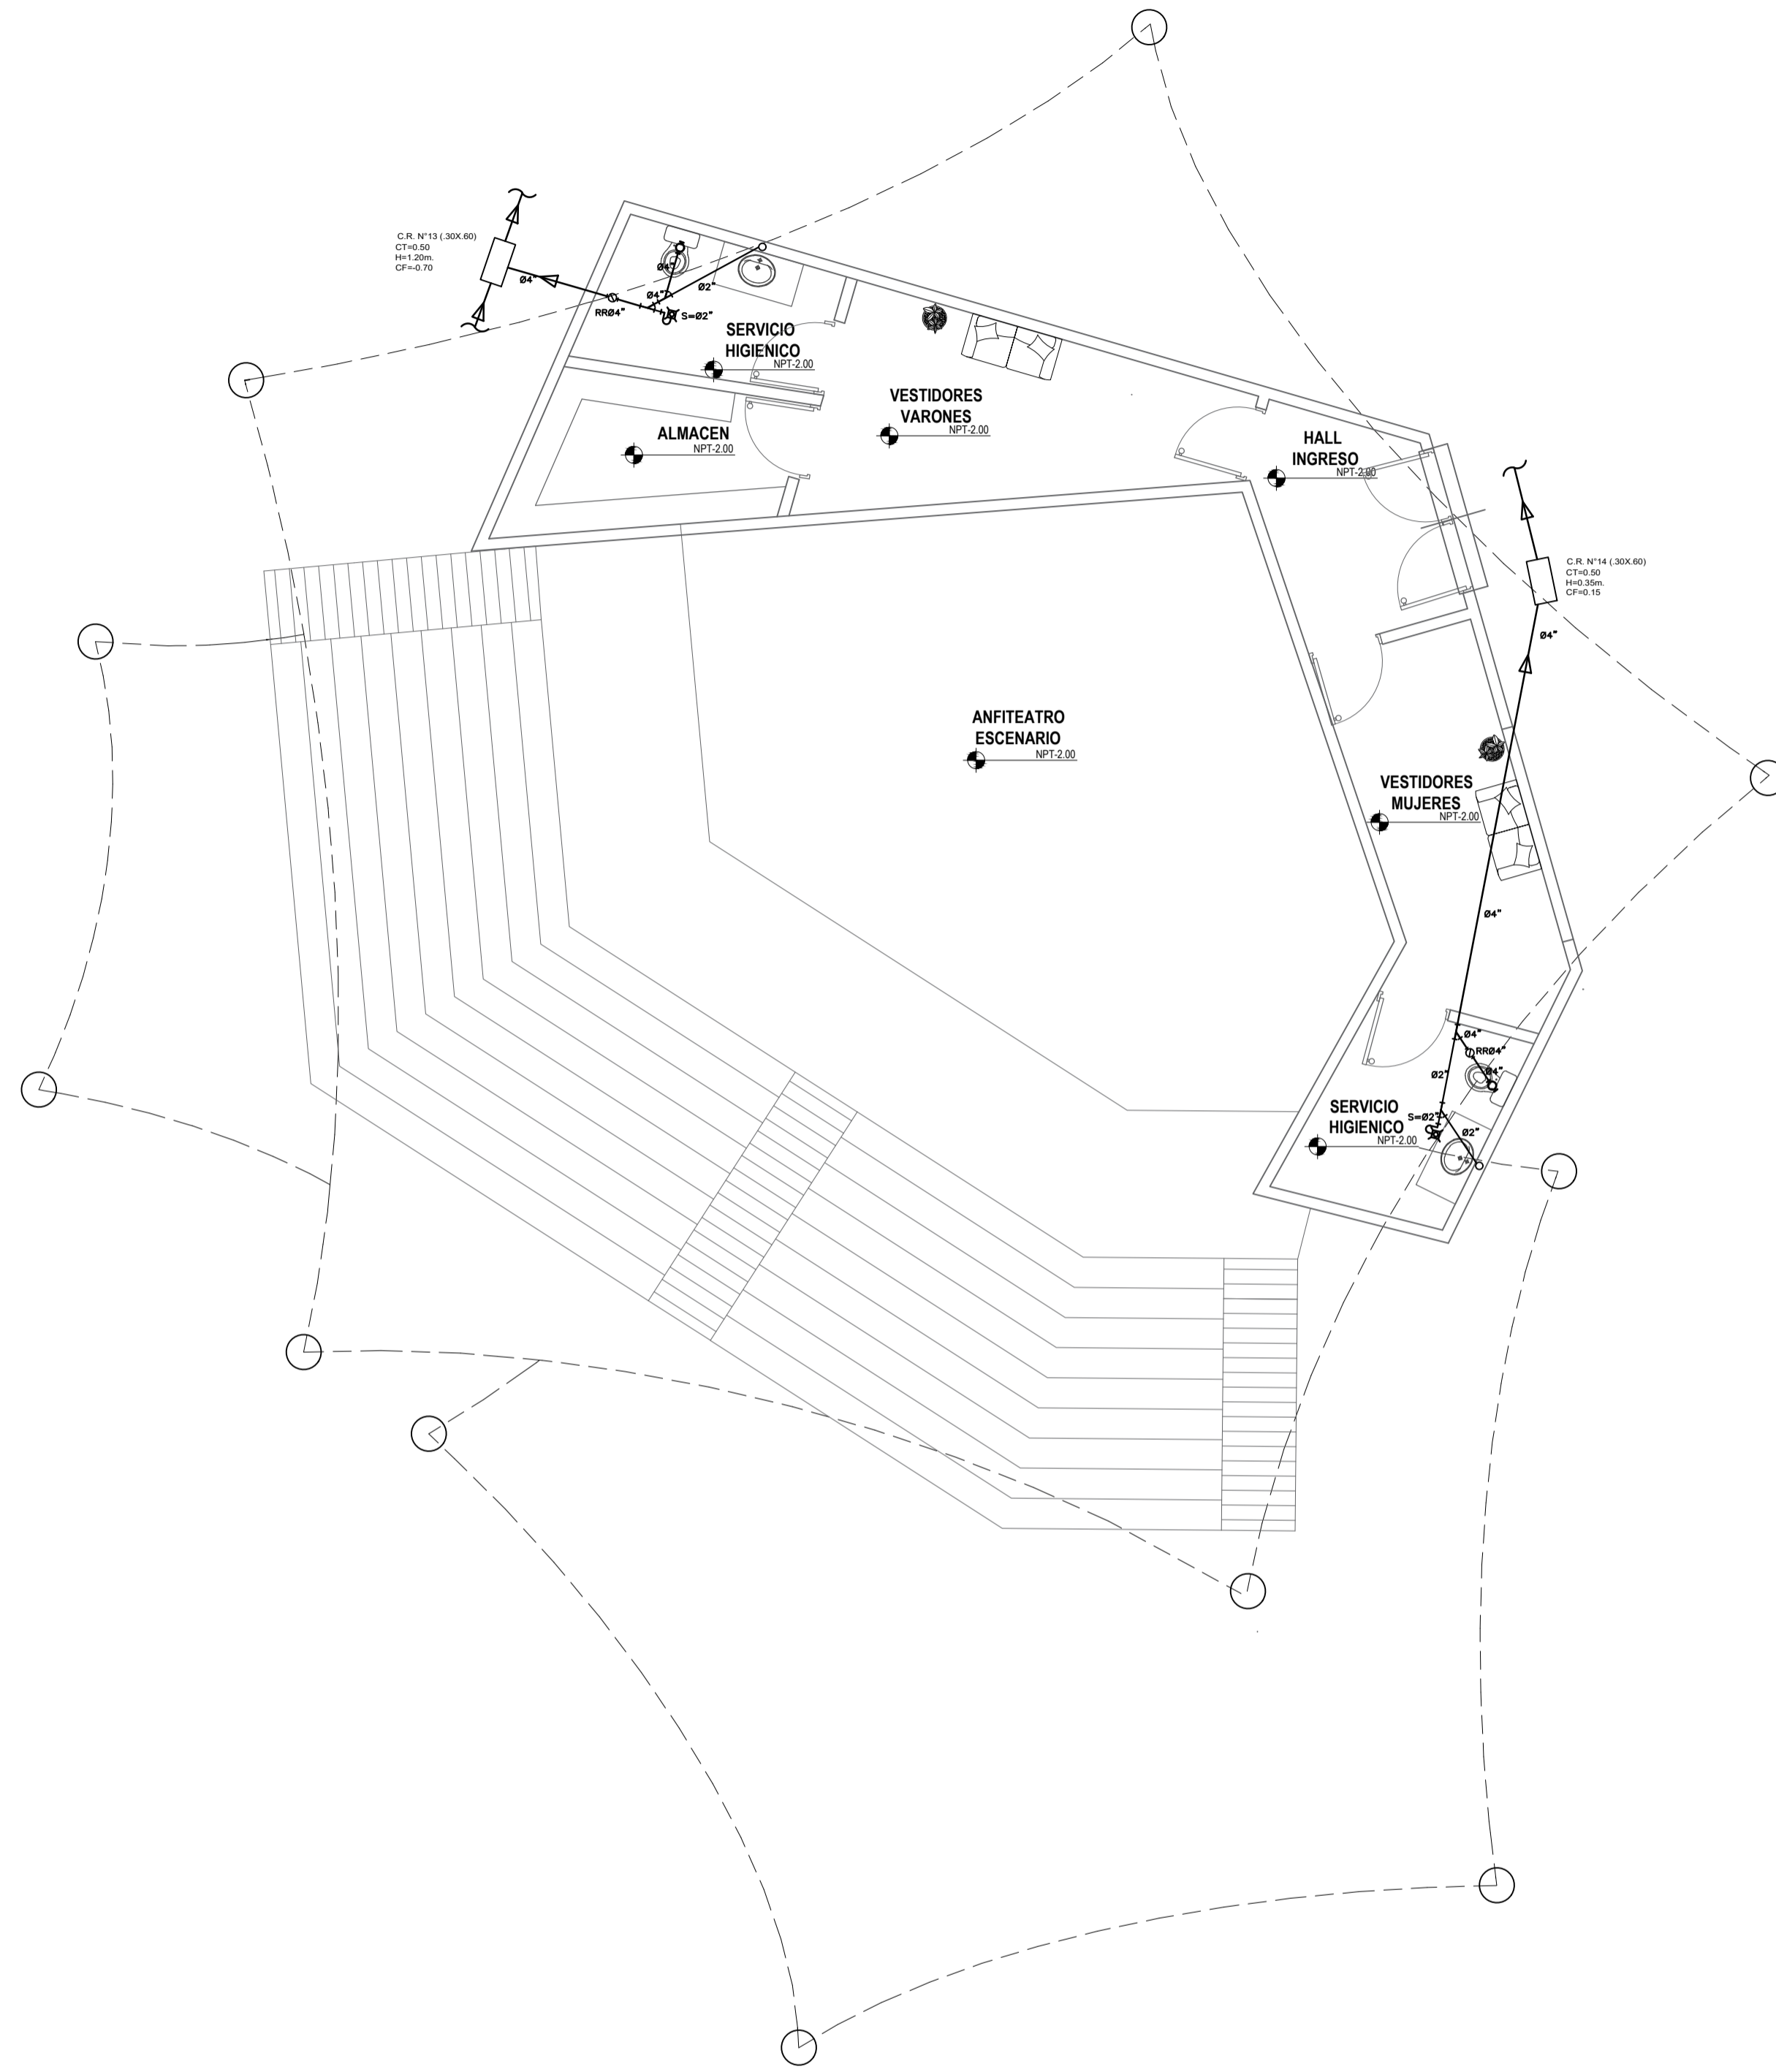 C.R. N°13 (.30X.60)
CT=0.50
H=1.20m.
CF=-0.70
Ø4"
RRØ4"
Ø4"
Ø4"
Ø2"
S=Ø2"
SERVICIO
HIGIENICO
NPT-2.00
VESTIDORES
VARONES
NPT-2.00
ALMACEN
NPT-2.00
HALL
INGRESO
NPT-2.00
C.R. N°14 (.30X.60)
CT=0.50
H=0.35m.
CF=0.15
Ø4"
ANFITEATRO
ESCENARIO
NPT-2.00
VESTIDORES
MUJERES
NPT-2.00
Ø4"
Ø4"
RRØ4"
Ø4"
Ø2"
SERVICIO
HIGIENICO
NPT-2.00
S=Ø2"
Ø2"